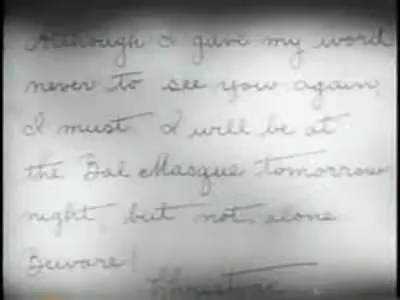 Although I gave my word
never to see you again,
I must. I will be at
the Bal Masque tomorrow
night, but not alone.
Beware!
Christine